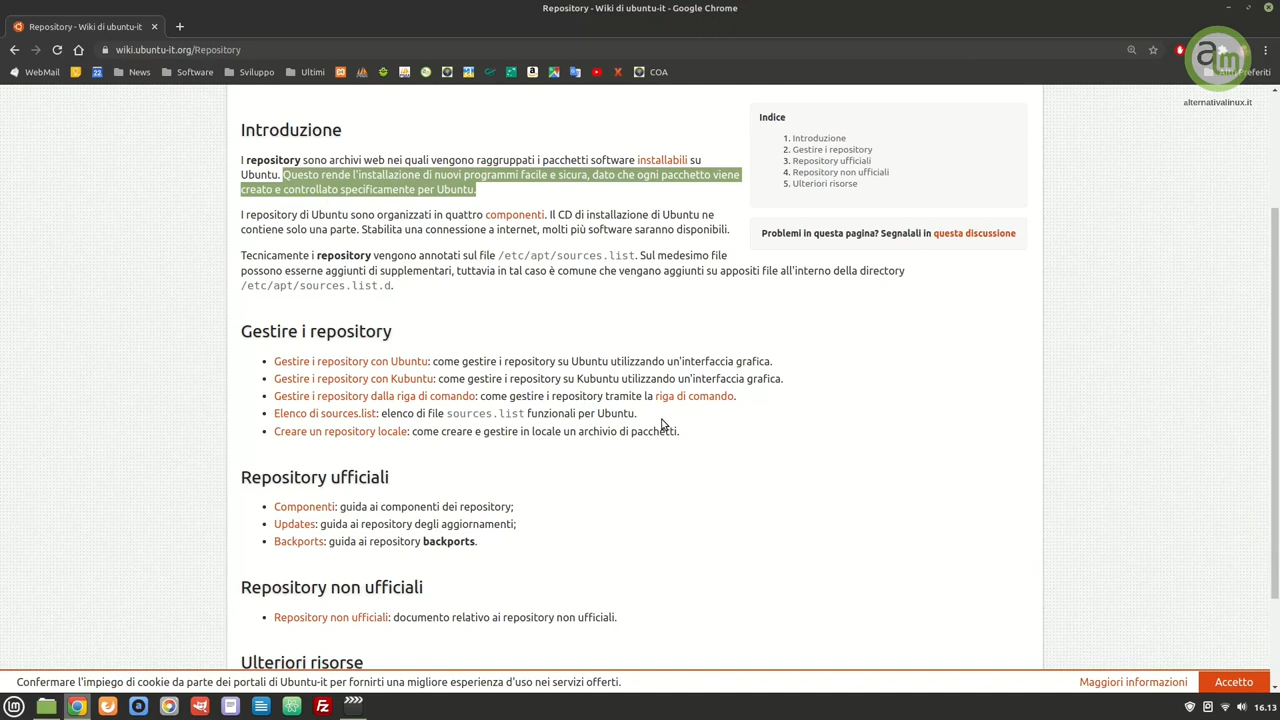 Repository - Wiki di ubuntu-it - Google Chrome
Repository - Wiki di ubuntu-it
wiki.ubuntu-it.org/Repository
WebMail
22
News
Software
Sviluppo
Ultimi
COA
Altri Preferiti
am
alternativalinux.it
Indice
1. Introduzione
2. Gestire i repository
3. Repository ufficiali
4. Repository non ufficiali
5. Ulteriori risorse
Problemi in questa pagina? Segnalali in questa discussione
Introduzione
I repository sono archivi web nei quali vengono raggruppati i pacchetti software installabili su
Ubuntu. Questo rende l'installazione di nuovi programmi facile e sicura, dato che ogni pacchetto viene
creato e controllato specificamente per Ubuntu.
I repository di Ubuntu sono organizzati in quattro componenti. Il CD di installazione di Ubuntu ne
contiene solo una parte. Stabilita una connessione a internet, molti più software saranno disponibili.
Tecnicamente i repository vengono annotati sul file /etc/apt/sources.list. Sul medesimo file
possono esserne aggiunti di supplementari, tuttavia in tal caso è comune che vengano aggiunti su appositi file all'interno della directory
/etc/apt/sources.list.d.
Gestire i repository
• Gestire i repository con Ubuntu: come gestire i repository su Ubuntu utilizzando un'interfaccia grafica.
• Gestire i repository con Kubuntu: come gestire i repository su Kubuntu utilizzando un'interfaccia grafica.
• Gestire i repository dalla riga di comando: come gestire i repository tramite la riga di comando.
• Elenco di sources.list: elenco di file sources.list funzionali per Ubuntu.
• Creare un repository locale: come creare e gestire in locale un archivio di pacchetti.
Repository ufficiali
• Componenti: guida ai componenti dei repository;
• Updates: guida ai repository degli aggiornamenti;
• Backports: guida ai repository backports.
Repository non ufficiali
• Repository non ufficiali: documento relativo ai repository non ufficiali.
Ulteriori risorse
Confermare l'impiego di cookie da parte dei portali di Ubuntu-it per fornirti una migliore esperienza d'uso nei servizi offerti.
Maggiori informazioni
Accetto
16.13